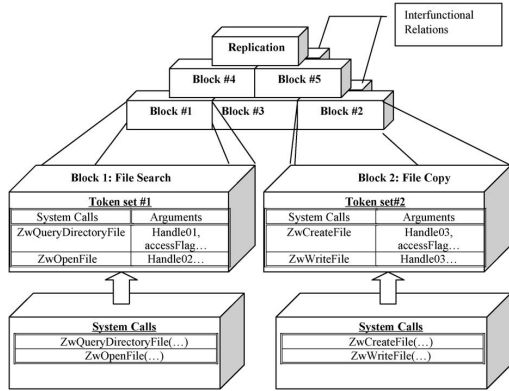 Interfunctional
Relations
Replication
Block #4 Block #5
Block #1 Block #3 Block #2
Block 1: File Search
Token set #1
System Calls Arguments
ZwQueryDirectoryFile Handle01,
accessFlag…
ZwOpenFile Handle02…
Block 2: File Copy
Token set#2
System Calls Arguments
ZwCreateFile Handle03,
accessFlag…
ZwWriteFile Handle03…
System Calls
ZwQueryDirectoryFile(…)
ZwOpenFile(…)
System Calls
ZwCreateFile(…)
ZwWriteFile(…)